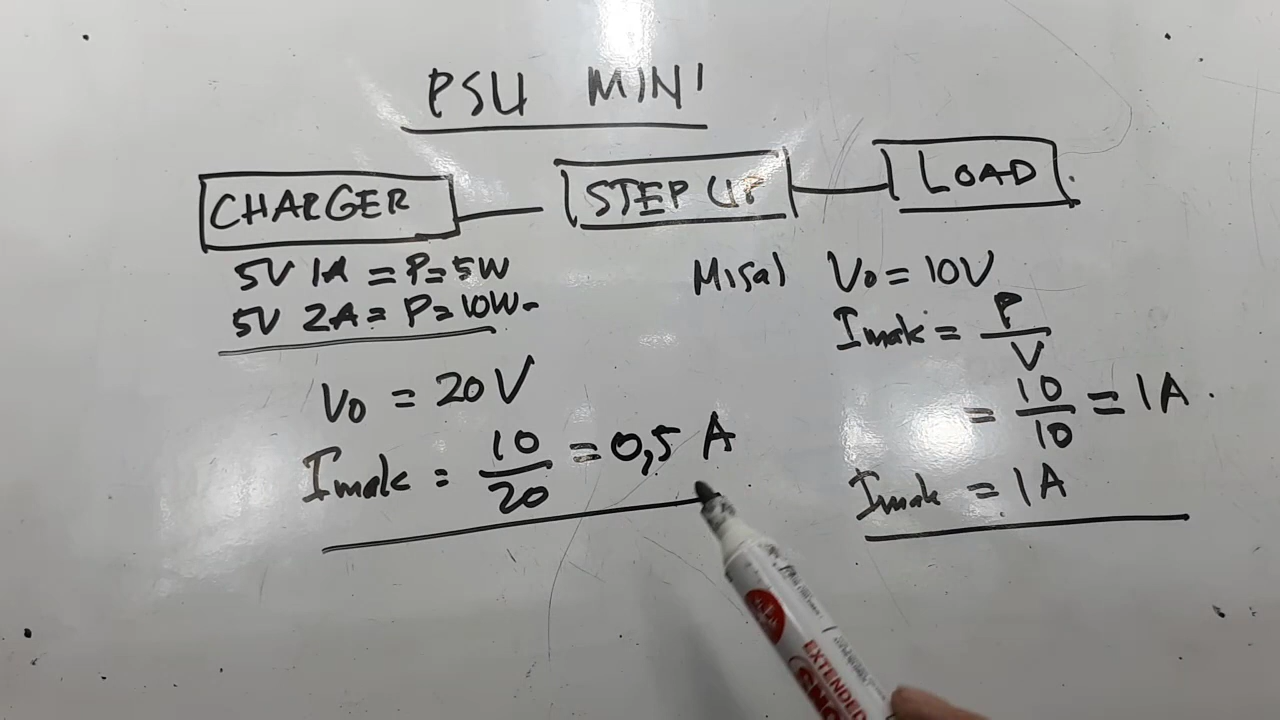 PSU MINI
CHARGER
STEP UP
LOAD
5V 1A = P=5W
5V 2A = P=10W
Misal Vo = 10V
Imak = P/V
= 10/10 = 1A
Imak = 1A
Vo = 20V
Imak = 10/20 = 0,5 A
EXTENDED